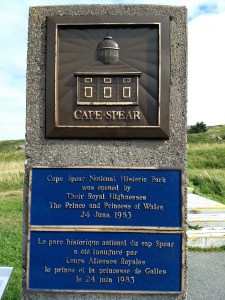 CAPE·SPEAR
Cape Spear National Historic Park
was opened by
Their Royal Highnesses
The Prince and Princess of Wales
24 June 1983
Le parc historique national du cap Spear
a été inauguré par
Leurs Altesses Royales
le prince et la princesse de Galles
le 24 juin 1983